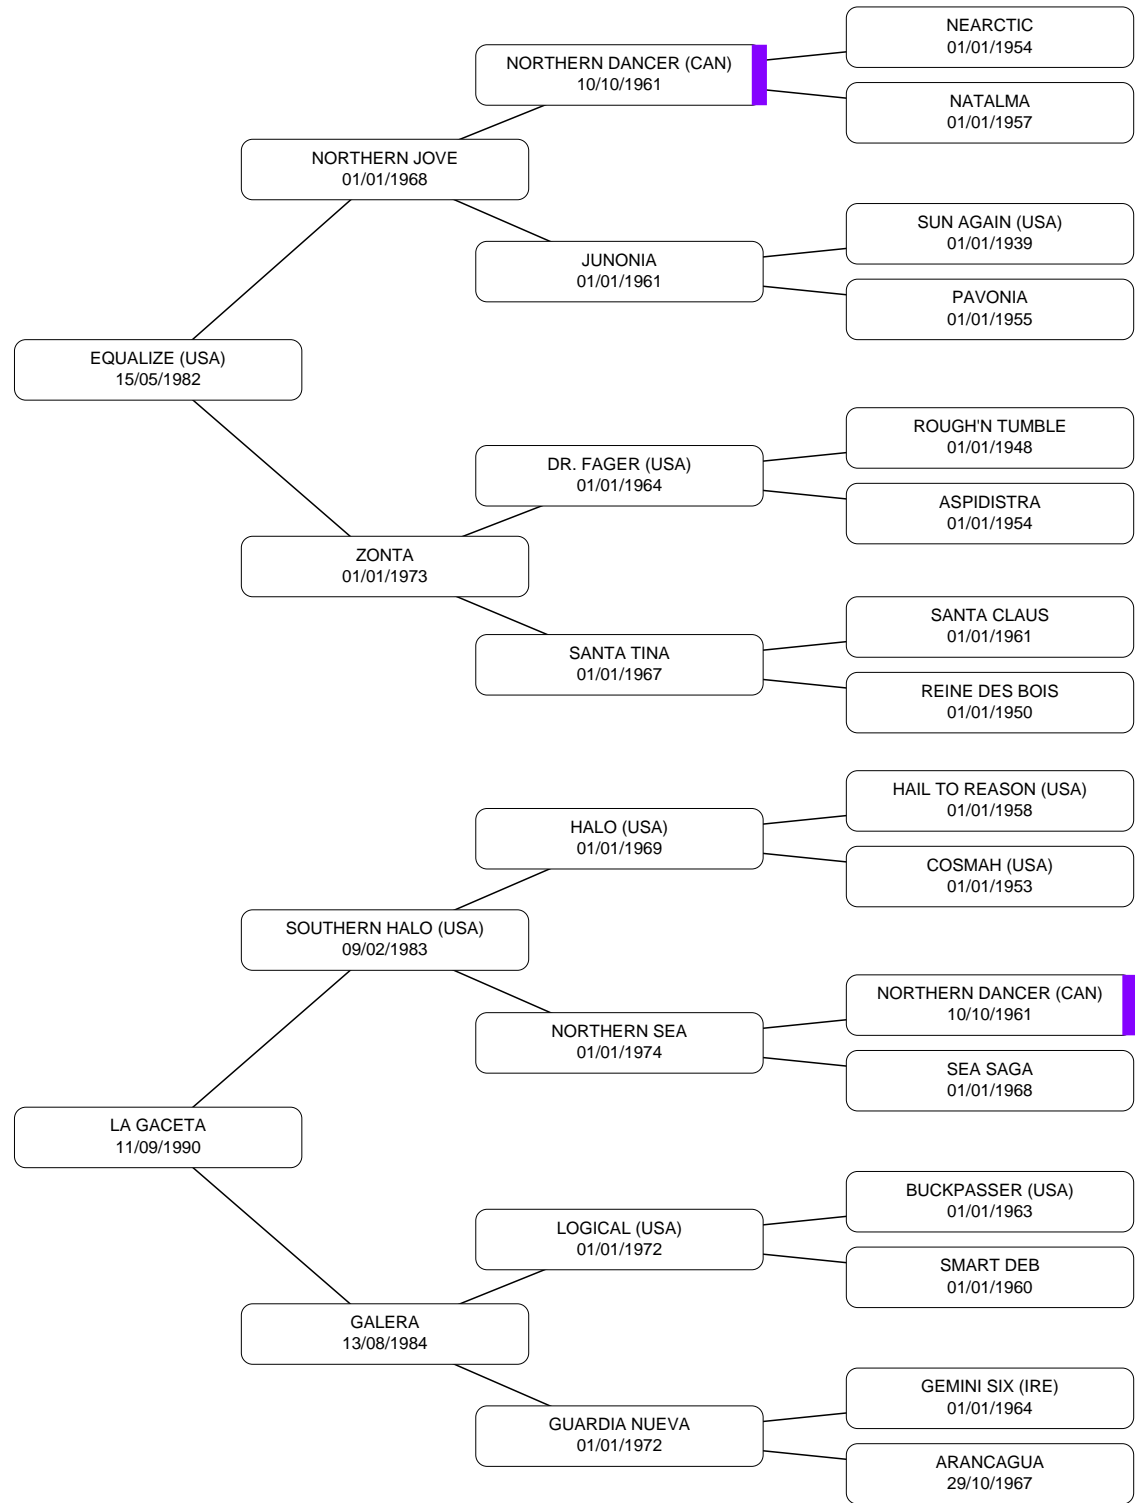 NEARCTIC
01/01/1954
NORTHERN DANCER (CAN)
10/10/1961
NATALMA
01/01/1957
NORTHERN JOVE
01/01/1968
SUN AGAIN (USA)
01/01/1939
JUNONIA
01/01/1961
PAVONIA
01/01/1955
EQUALIZE (USA)
15/05/1982
ROUGH'N TUMBLE
01/01/1948
DR. FAGER (USA)
01/01/1964
ASPIDISTRA
01/01/1954
ZONTA
01/01/1973
SANTA CLAUS
01/01/1961
SANTA TINA
01/01/1967
REINE DES BOIS
01/01/1950
HAIL TO REASON (USA)
01/01/1958
HALO (USA)
01/01/1969
COSMAH (USA)
01/01/1953
SOUTHERN HALO (USA)
09/02/1983
NORTHERN DANCER (CAN)
10/10/1961
NORTHERN SEA
01/01/1974
SEA SAGA
01/01/1968
LA GACETA
11/09/1990
BUCKPASSER (USA)
01/01/1963
LOGICAL (USA)
01/01/1972
SMART DEB
01/01/1960
GALERA
13/08/1984
GEMINI SIX (IRE)
01/01/1964
GUARDIA NUEVA
01/01/1972
ARANCAGUA
29/10/1967